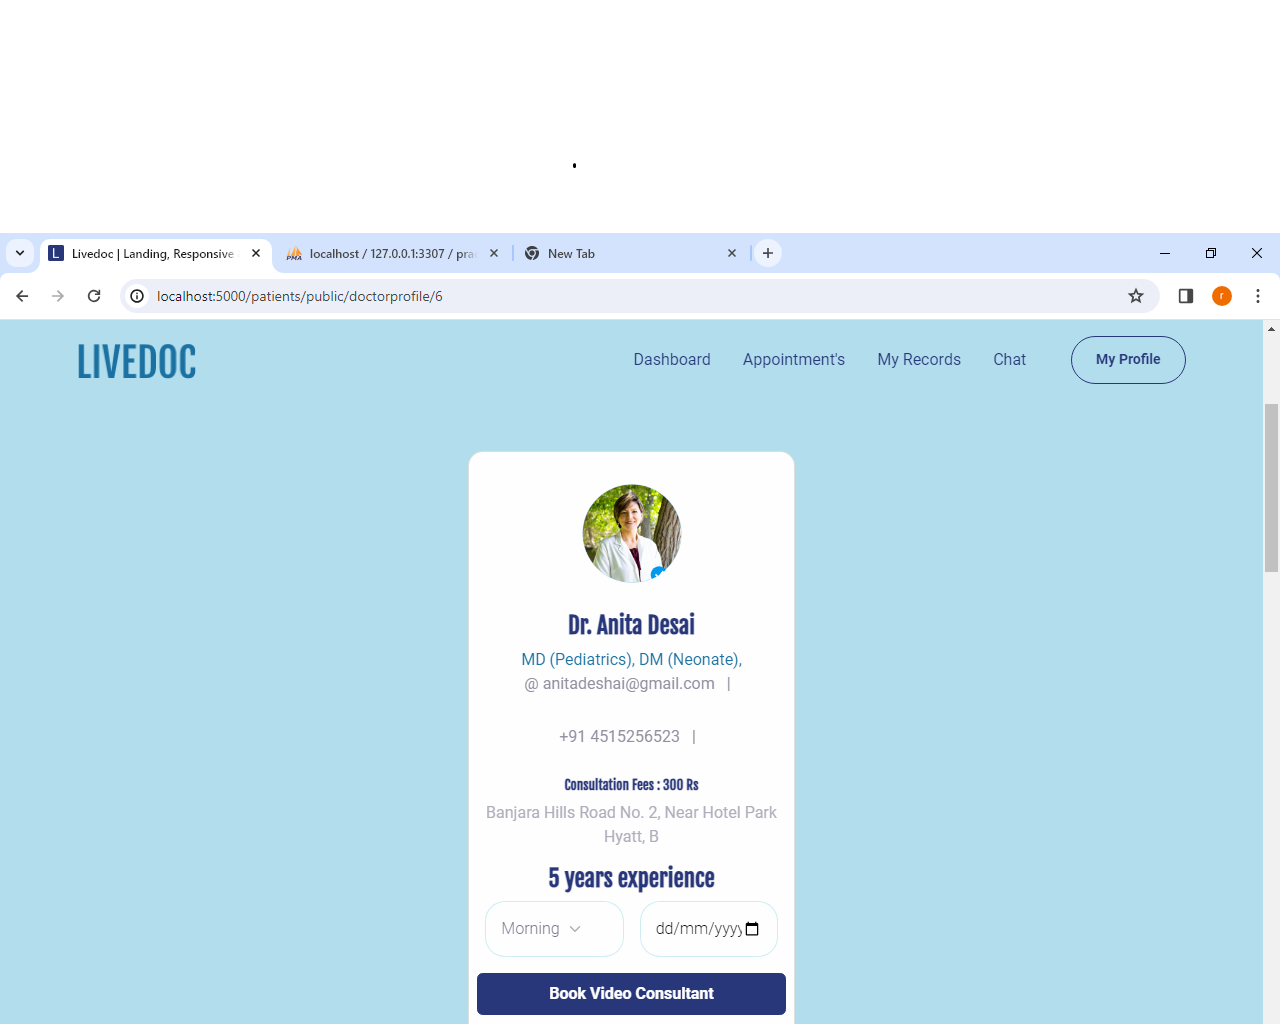 .
Livedoc | Landing, Responsive
localhost / 127.0.0.1:3307 / pra
New Tab
localhost:5000/patients/public/doctorprofile/6
r
LIVEDOC
Dashboard Appointment's My Records Chat My Profile
Dr. Anita Desai
MD (Pediatrics), DM (Neonate),
@ anitadeshai@gmail.com |
+91 4515256523 |
Consultation Fees : 300 Rs
Banjara Hills Road No. 2, Near Hotel Park
Hyatt, B
5 years experience
Morning dd/mm/yyyy
Book Video Consultant